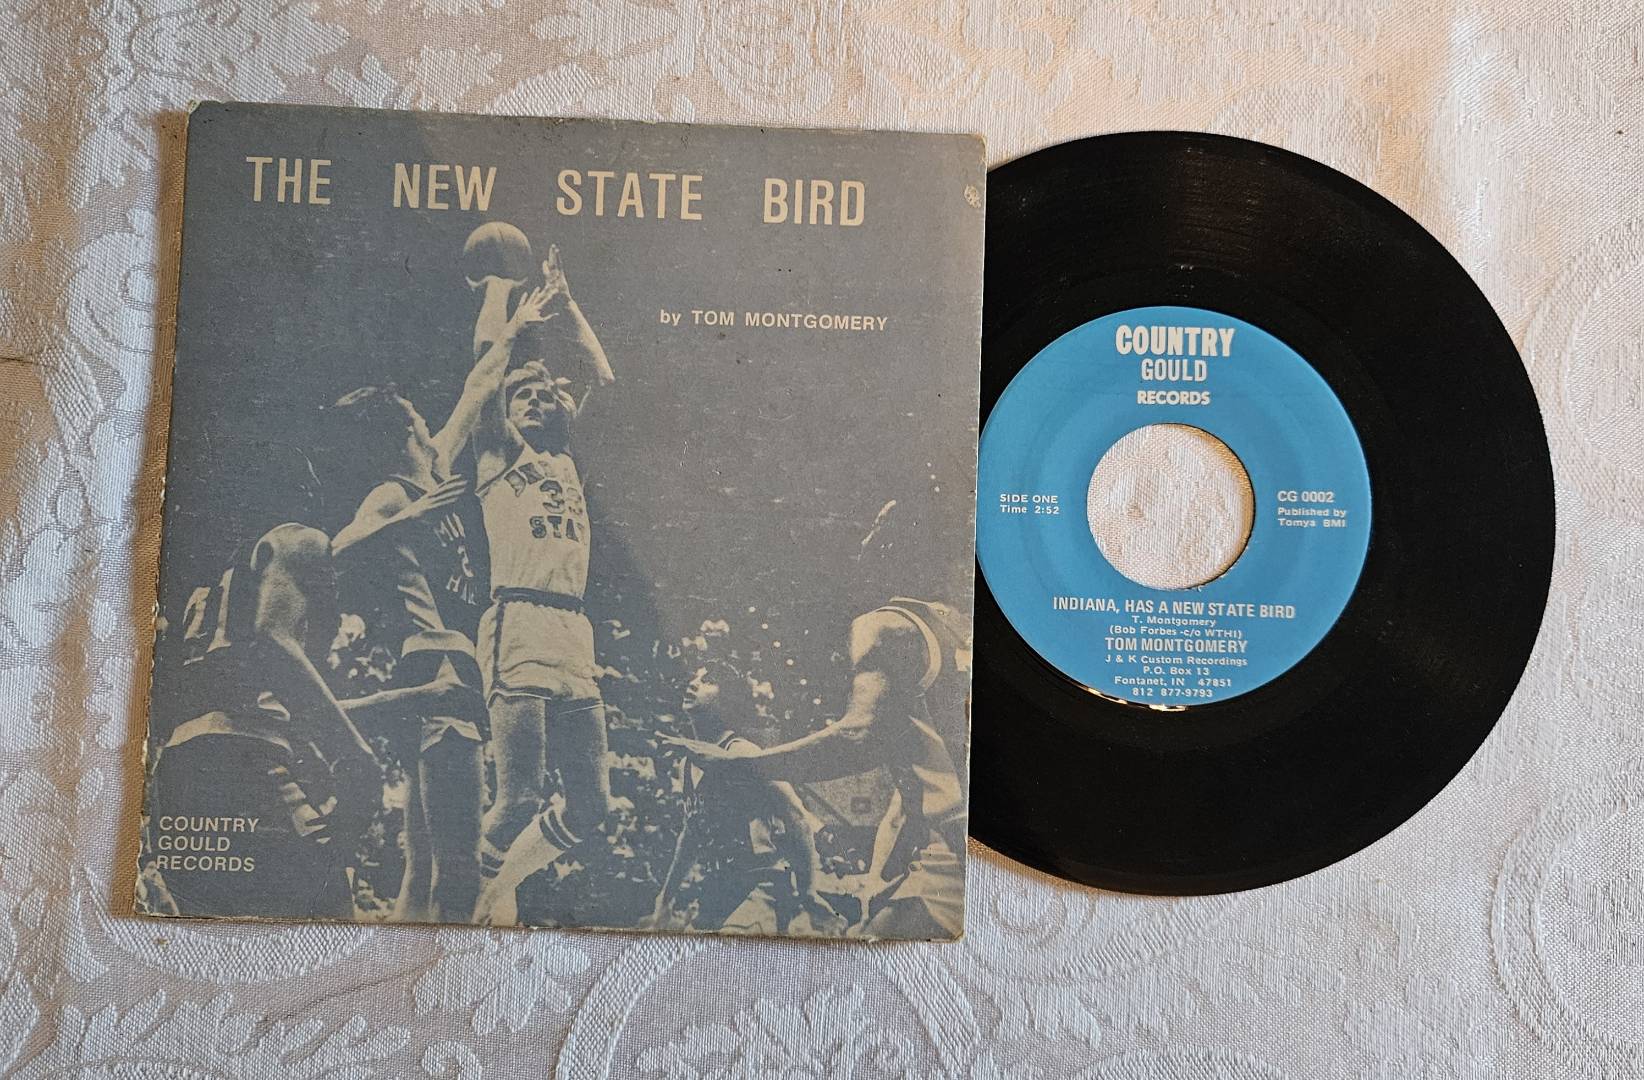 THE NEW STATE BIRD
by TOM MONTGOMERY
33
STA
COUNTRY
GOULD
RECORDS
COUNTRY
GOULD
RECORDS
SIDE ONE
Time 2:52
CG 0002
Published by
Tomya BMI
INDIANA, HAS A NEW STATE BIRD
T. Montgomery
(Bob Forbes -c/o WTHI)
TOM MONTGOMERY
J & K Custom Recordings
P.O. Box 13
Fontanet, IN 47851
812 877-9793